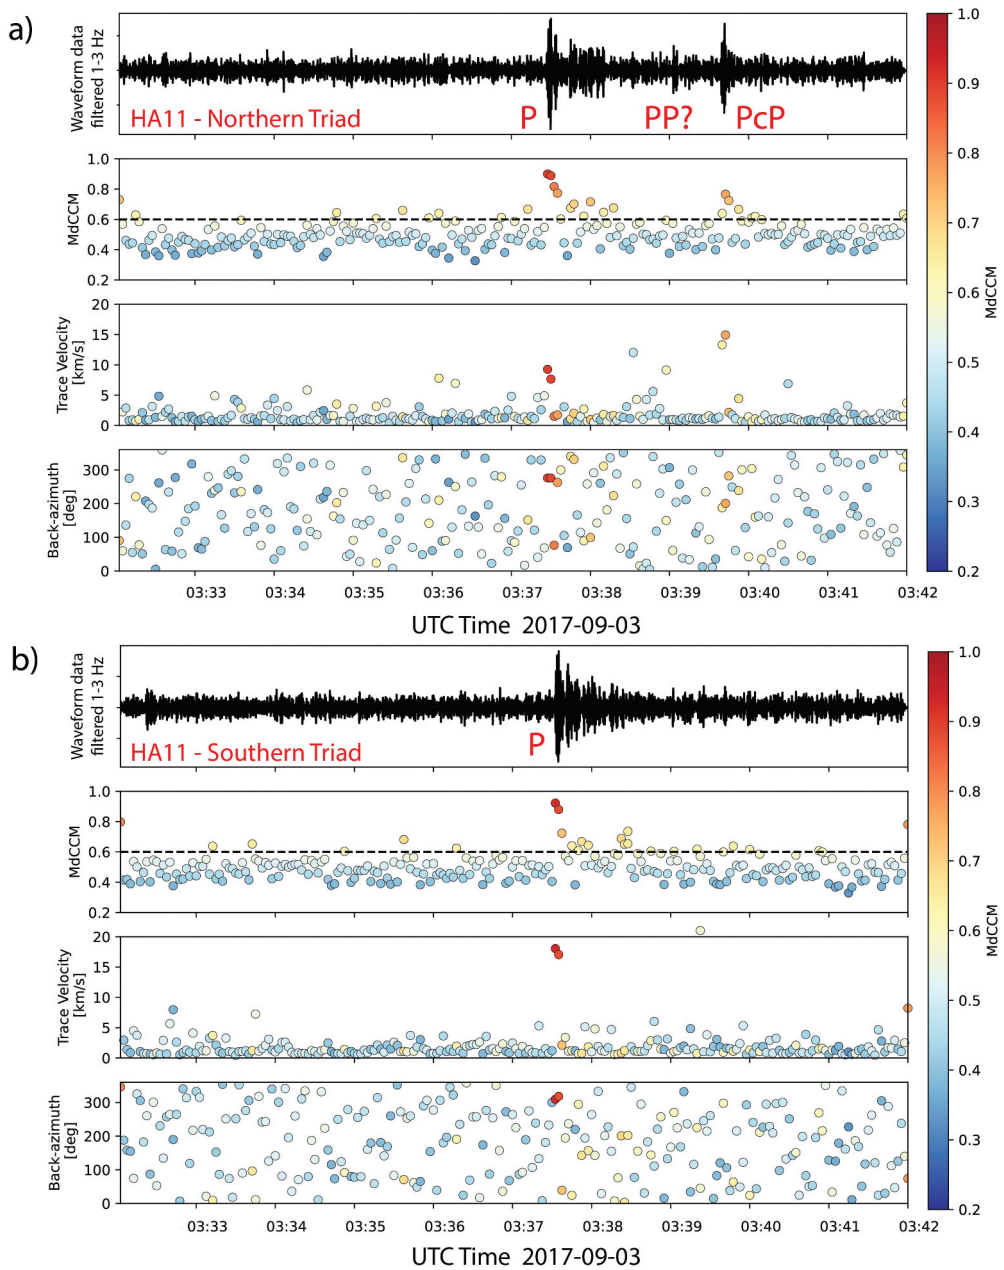 a)
Waveform data
filtered 1-3 Hz
HA11 - Northern Triad
P
PP?
PcP
1.0
0.8
0.6
0.4
0.2
MdCCM
20
15
10
5
0
Trace Velocity
[km/s]
300
200
100
0
Back-azimuth
[deg]
03:33
03:34
03:35
03:36
03:37
03:38
03:39
03:40
03:41
03:42
UTC Time 2017-09-03
1.0
0.9
0.8
0.7
0.6
0.5
0.4
0.3
0.2
MdCCM
b)
Waveform data
filtered 1-3 Hz
HA11 - Southern Triad
P
1.0
0.8
0.6
0.4
0.2
MdCCM
20
15
10
5
0
Trace Velocity
[km/s]
300
200
100
0
Back-azimuth
[deg]
03:33
03:34
03:35
03:36
03:37
03:38
03:39
03:40
03:41
03:42
UTC Time 2017-09-03
1.0
0.9
0.8
0.7
0.6
0.5
0.4
0.3
0.2
MdCCM